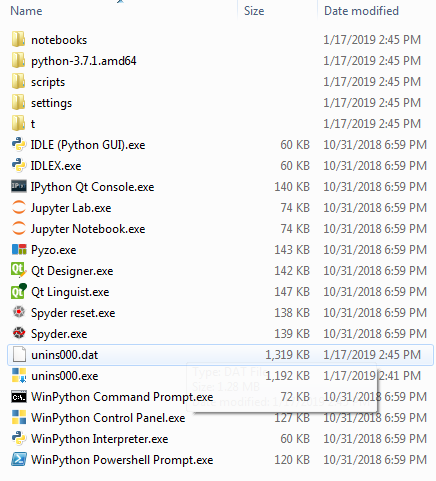 Name Size Date modified
notebooks 1/17/2019 2:45 PM
python-3.7.1.amd64 1/17/2019 2:45 PM
scripts 1/17/2019 2:45 PM
settings 1/17/2019 2:45 PM
t 1/17/2019 2:45 PM
IDLE (Python GUI).exe 60 KB 10/31/2018 6:59 PM
IDLEX.exe 60 KB 10/31/2018 6:59 PM
IP[y] IPython Qt Console.exe 140 KB 10/31/2018 6:59 PM
Jupyter Lab.exe 74 KB 10/31/2018 6:59 PM
Jupyter Notebook.exe 74 KB 10/31/2018 6:59 PM
Pyzo.exe 143 KB 10/31/2018 6:59 PM
Qt Qt Designer.exe 142 KB 10/31/2018 6:59 PM
Qt Qt Linguist.exe 147 KB 10/31/2018 6:59 PM
Spyder reset.exe 138 KB 10/31/2018 6:59 PM
Spyder.exe 139 KB 10/31/2018 6:59 PM
unins000.dat 1,319 KB 1/17/2019 2:45 PM
unins000.exe 1,192 KB 1/17/2019 2:41 PM
Type: DAT File
Size: 1.28 MB
WinPython Command Prompt.exe 72 KB 10/31/2018 6:59 PM
WinPython Control Panel.exe 127 KB 10/31/2018 6:59 PM
WinPython Interpreter.exe 60 KB 10/31/2018 6:59 PM
WinPython Powershell Prompt.exe 120 KB 10/31/2018 6:59 PM